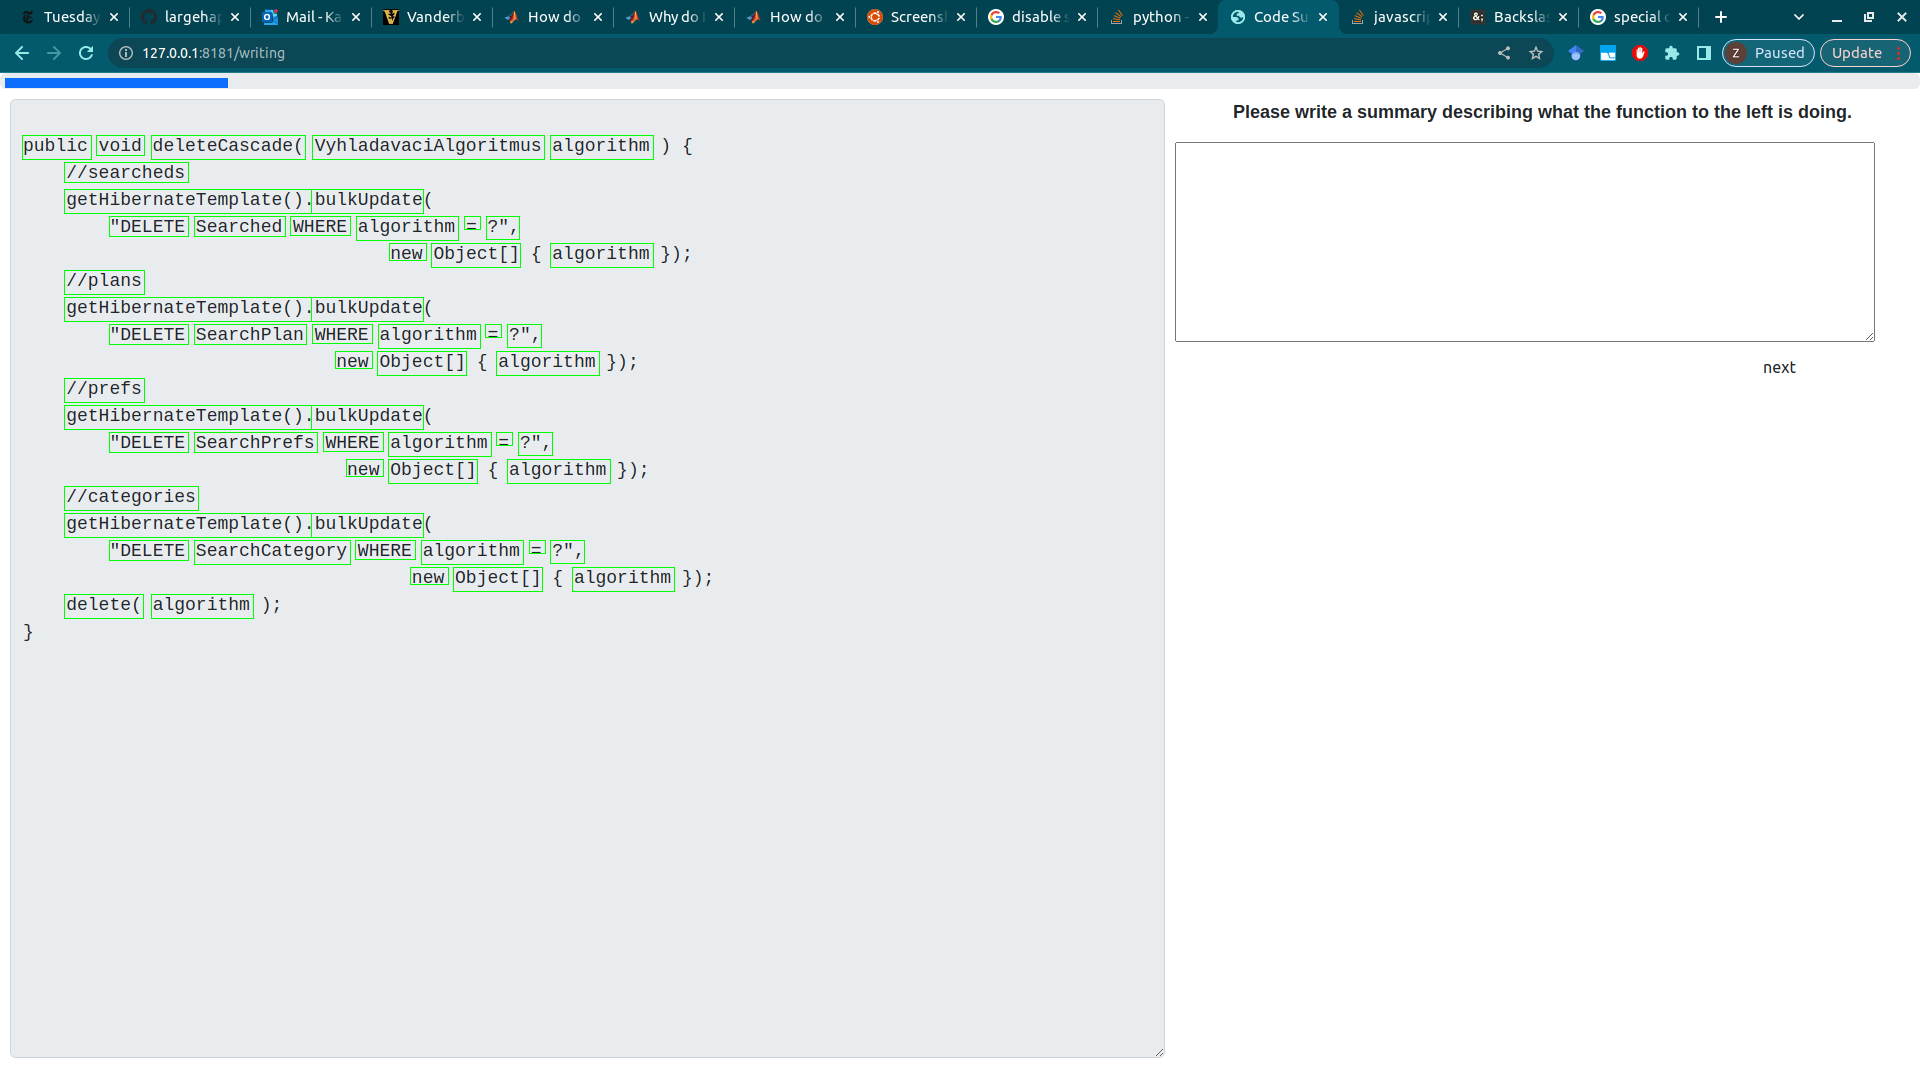 Tuesday
largehap
Mail - Ka
Vanderb
How do
Why do
How do
Screens
disable s
python -
Code Su
javascrip
Backslas
special c
127.0.0.1:8181/writing
Z Paused
Update
Please write a summary describing what the function to the left is doing.
public void deleteCascade( VyhladavaciAlgoritmus algorithm ) {
//searcheds
getHibernateTemplate().bulkUpdate(
"DELETE Searched WHERE algorithm = ?",
new Object[] { algorithm });
//plans
getHibernateTemplate().bulkUpdate(
"DELETE SearchPlan WHERE algorithm = ?",
new Object[] { algorithm });
//prefs
getHibernateTemplate().bulkUpdate(
"DELETE SearchPrefs WHERE algorithm = ?",
new Object[] { algorithm });
//categories
getHibernateTemplate().bulkUpdate(
"DELETE SearchCategory WHERE algorithm = ?",
new Object[] { algorithm });
delete( algorithm );
}
next